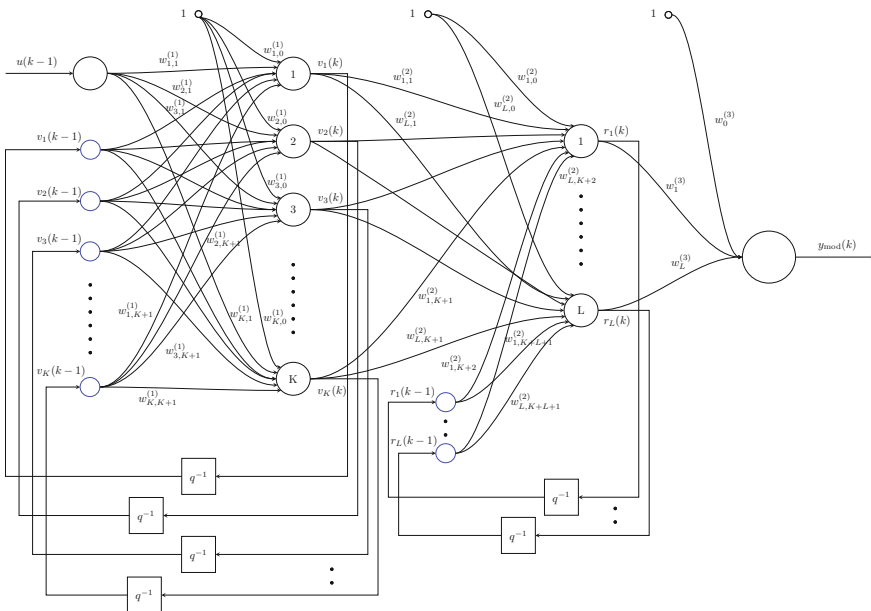 1
1
1
u(k−1)
w_{1,1}^{(1)}
w_{1,0}^{(1)}
v_1(k)
w_{2,1}^{(1)}
w_{3,1}^{(1)}
1
w_{1,1}^{(2)}
w_{1,0}^{(2)}
w_{L,0}^{(2)}
w_{L,1}^{(2)}
w_0^{(3)}
v_1(k−1)
w_{2,0}^{(1)}
2
v_2(k)
1
r_1(k)
v_2(k−1)
w_{3,0}^{(1)}
3
v_3(k)
w_{L,K+2}^{(2)}
w_1^{(3)}
v_3(k−1)
w_{2,K+1}^{(1)}
y_{mod}(k)
w_L^{(3)}
w_{1,K+1}^{(1)}
w_{K,1}^{(1)}
w_{K,0}^{(1)}
w_{1,K+1}^{(2)}
L
r_L(k)
w_{3,K+1}^{(1)}
w_{L,K+1}^{(2)}
w_{1,K+L+1}^{(2)}
v_K(k−1)
w_{K,K+1}^{(1)}
K
v_K(k)
w_{1,K+2}^{(2)}
r_1(k−1)
w_{L,K+L+1}^{(2)}
r_L(k−1)
q^{−1}
q^{−1}
q^{−1}
q^{−1}
q^{−1}
q^{−1}